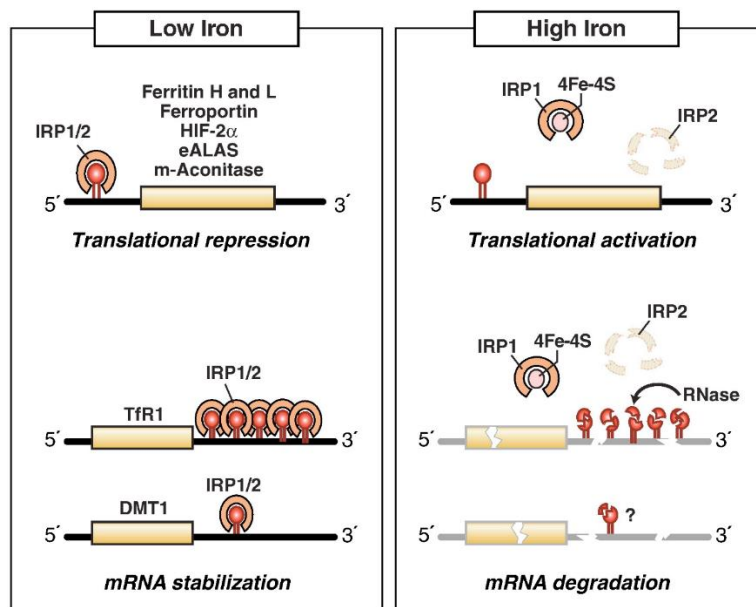 Low Iron
Ferritin H and L
Ferroportin
HIF-2α
eALAS
m-Aconitase
IRP1/2
5´
3´
Translational repression
IRP1/2
TfR1
5´
3´
IRP1/2
DMT1
5´
3´
mRNA stabilization
High Iron
4Fe-4S
IRP1
IRP2
5´
3´
Translational activation
IRP2
4Fe-4S
IRP1
RNase
5´
3´
?
5´
3´
mRNA degradation